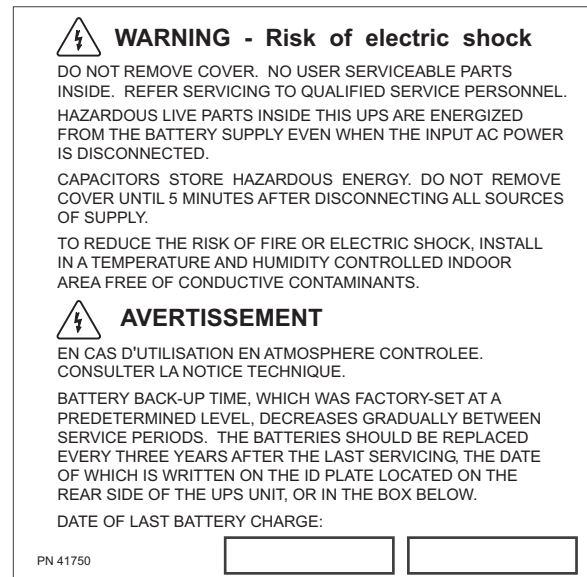 WARNING - Risk of electric shock
DO NOT REMOVE COVER. NO USER SERVICEABLE PARTS
INSIDE. REFER SERVICING TO QUALIFIED SERVICE PERSONNEL.
HAZARDOUS LIVE PARTS INSIDE THIS UPS ARE ENERGIZED
FROM THE BATTERY SUPPLY EVEN WHEN THE INPUT AC POWER
IS DISCONNECTED.
CAPACITORS STORE HAZARDOUS ENERGY. DO NOT REMOVE
COVER UNTIL 5 MINUTES AFTER DISCONNECTING ALL SOURCES
OF SUPPLY.
TO REDUCE THE RISK OF FIRE OR ELECTRIC SHOCK, INSTALL
IN A TEMPERATURE AND HUMIDITY CONTROLLED INDOOR
AREA FREE OF CONDUCTIVE CONTAMINANTS.
AVERTISSEMENT
EN CAS D'UTILISATION EN ATMOSPHERE CONTROLEE.
CONSULTER LA NOTICE TECHNIQUE.
BATTERY BACK-UP TIME, WHICH WAS FACTORY-SET AT A
PREDETERMINED LEVEL, DECREASES GRADUALLY BETWEEN
SERVICE PERIODS. THE BATTERIES SHOULD BE REPLACED
EVERY THREE YEARS AFTER THE LAST SERVICING, THE DATE
OF WHICH IS WRITTEN ON THE ID PLATE LOCATED ON THE
REAR SIDE OF THE UPS UNIT, OR IN THE BOX BELOW.
DATE OF LAST BATTERY CHARGE:
PN 41750